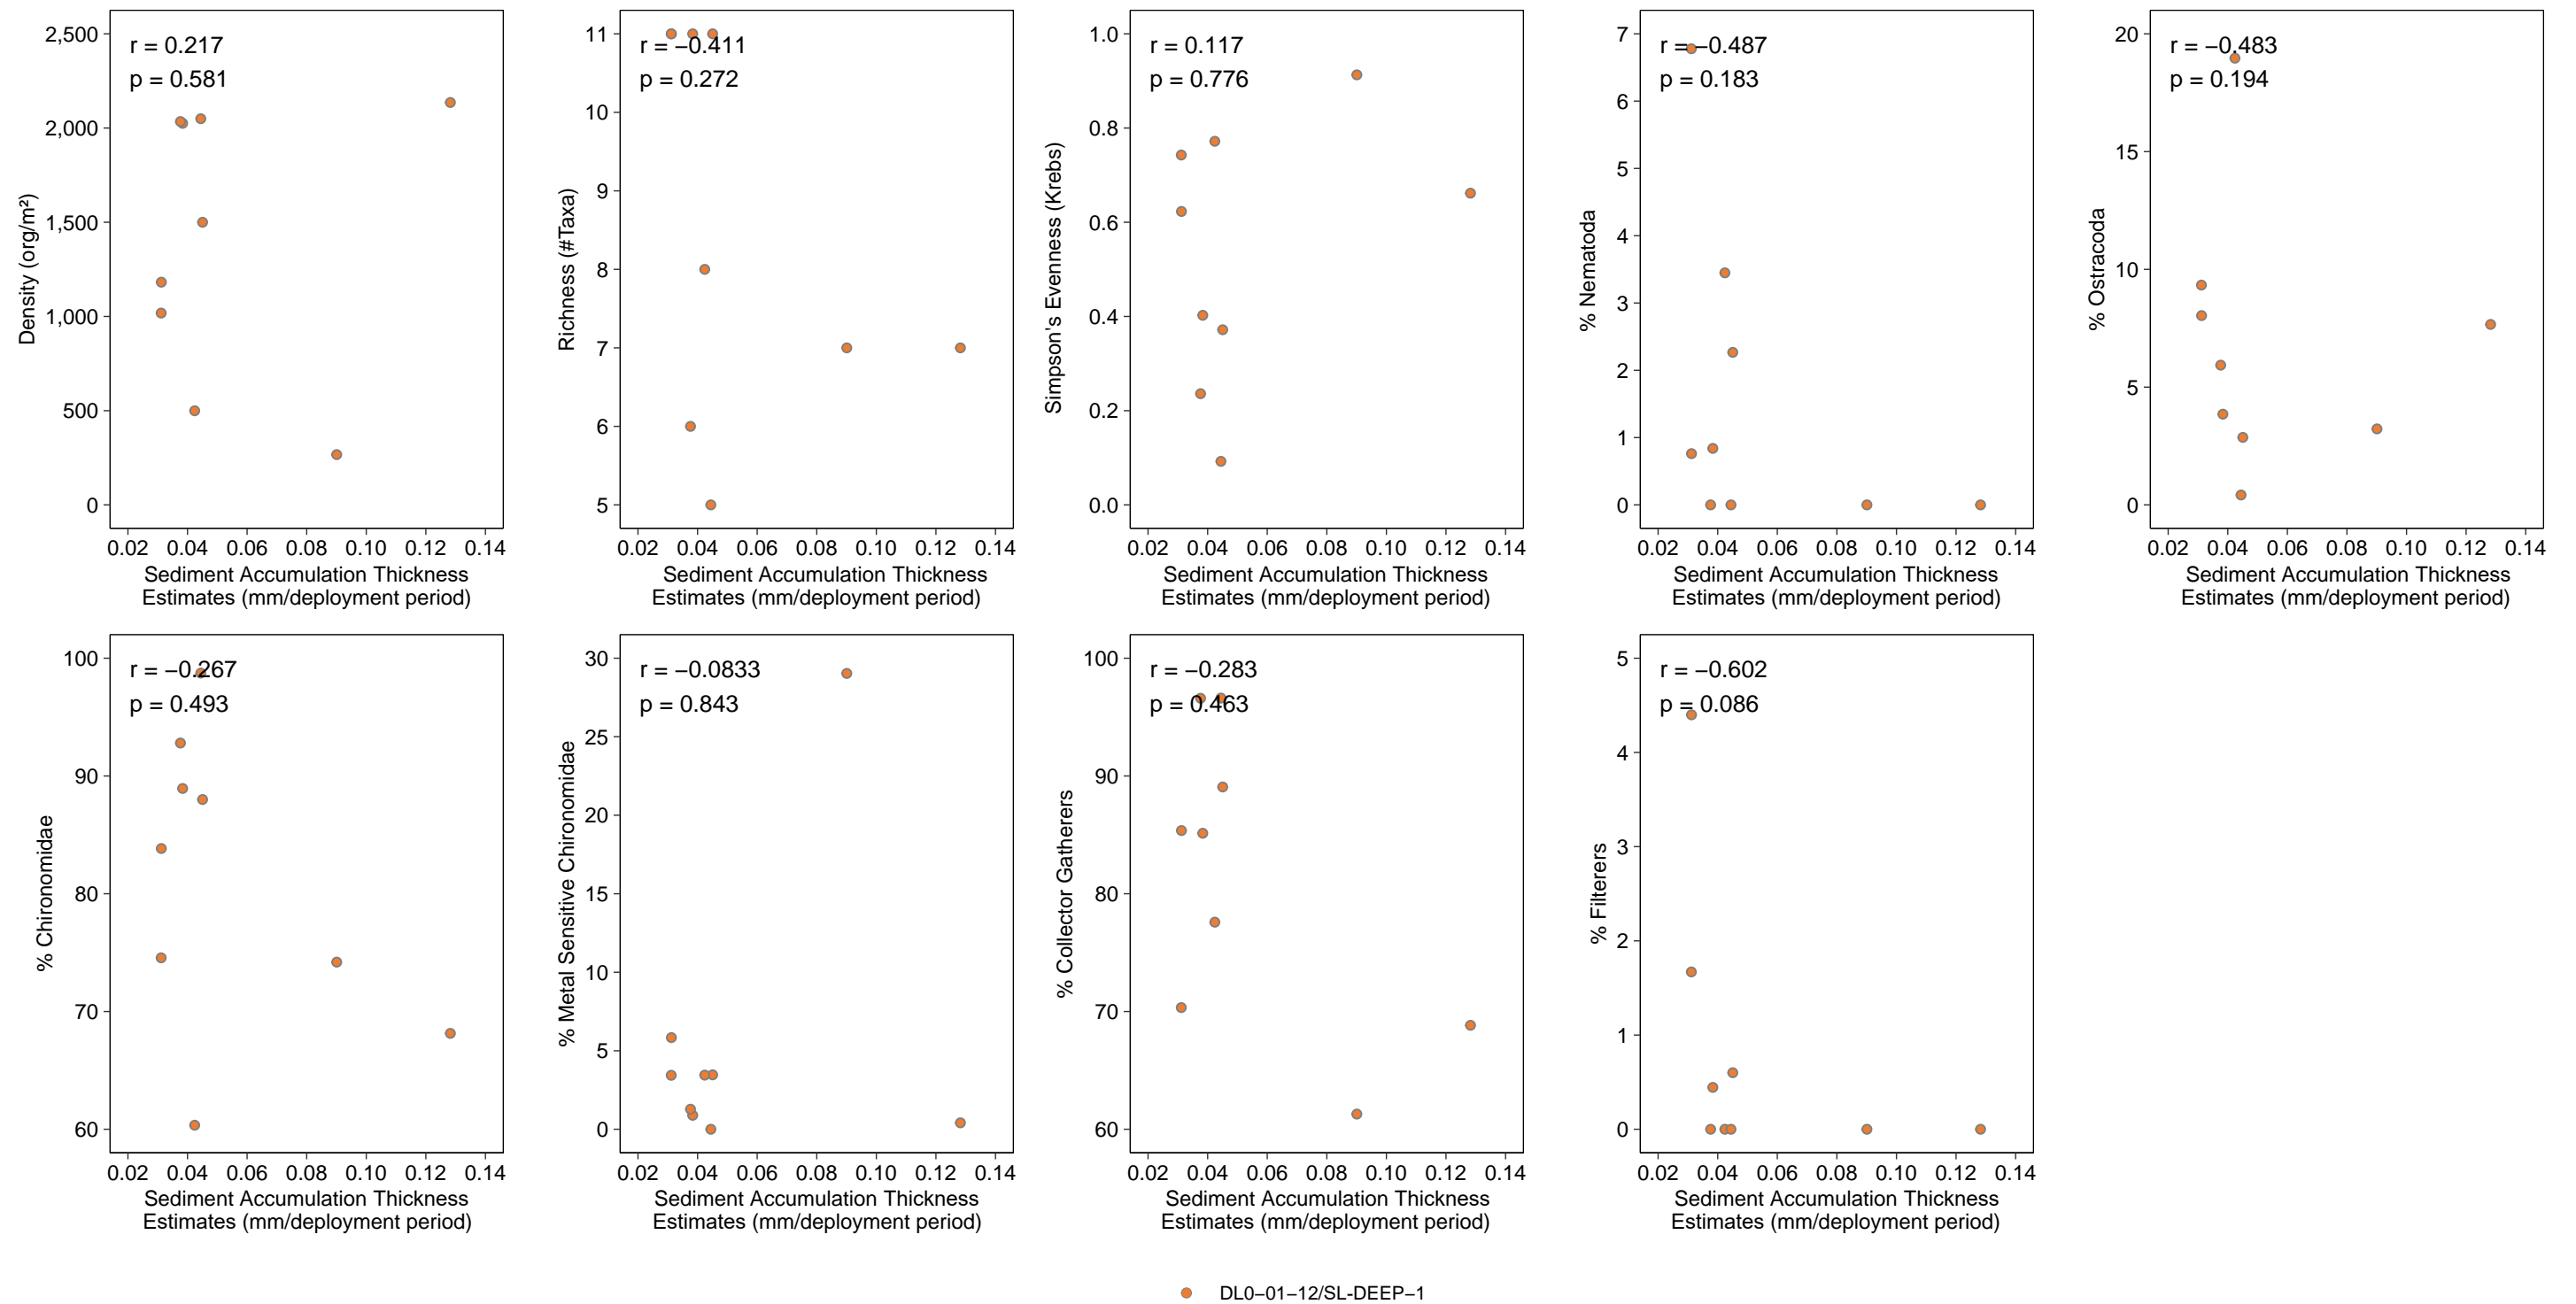 r = 0.217
p = 0.581
Density (org/m²)
2,500
2,000
1,500
1,000
500
0
0.02 0.04 0.06 0.08 0.10 0.12 0.14
Sediment Accumulation Thickness
Estimates (mm/deployment period)
r = −0.411
p = 0.272
Richness (#Taxa)
11
10
9
8
7
6
5
0.02 0.04 0.06 0.08 0.10 0.12 0.14
Sediment Accumulation Thickness
Estimates (mm/deployment period)
r = 0.117
p = 0.776
Simpson's Evenness (Krebs)
1.0
0.8
0.6
0.4
0.2
0.0
0.02 0.04 0.06 0.08 0.10 0.12 0.14
Sediment Accumulation Thickness
Estimates (mm/deployment period)
r = −0.487
p = 0.183
% Nematoda
7
6
5
4
3
2
1
0
0.02 0.04 0.06 0.08 0.10 0.12 0.14
Sediment Accumulation Thickness
Estimates (mm/deployment period)
r = −0.483
p = 0.194
% Ostracoda
20
15
10
5
0
0.02 0.04 0.06 0.08 0.10 0.12 0.14
Sediment Accumulation Thickness
Estimates (mm/deployment period)
r = −0.267
p = 0.493
% Chironomidae
100
90
80
70
60
0.02 0.04 0.06 0.08 0.10 0.12 0.14
Sediment Accumulation Thickness
Estimates (mm/deployment period)
r = −0.0833
p = 0.843
% Metal Sensitive Chironomidae
30
25
20
15
10
5
0
0.02 0.04 0.06 0.08 0.10 0.12 0.14
Sediment Accumulation Thickness
Estimates (mm/deployment period)
r = −0.283
p = 0.463
% Collector Gatherers
100
90
80
70
60
0.02 0.04 0.06 0.08 0.10 0.12 0.14
Sediment Accumulation Thickness
Estimates (mm/deployment period)
r = −0.602
p = 0.086
% Filterers
5
4
3
2
1
0
0.02 0.04 0.06 0.08 0.10 0.12 0.14
Sediment Accumulation Thickness
Estimates (mm/deployment period)
DL0−01−12/SL-DEEP−1